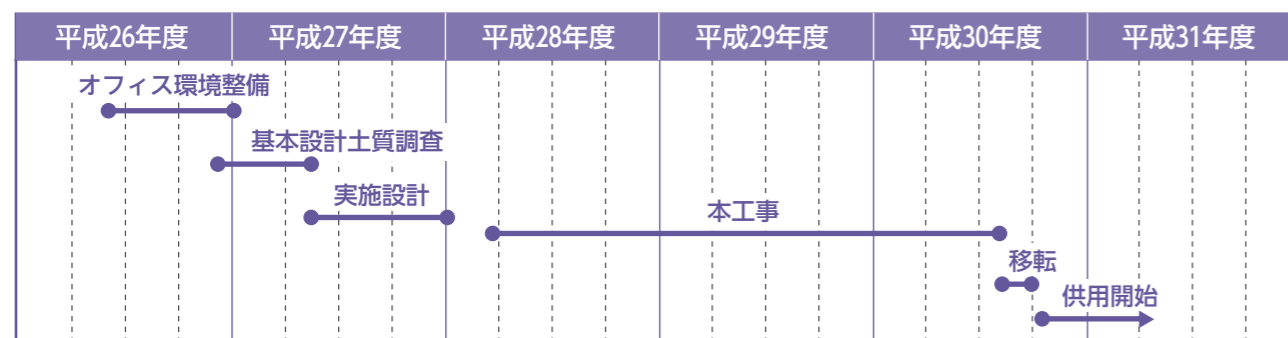 平成26年度 平成27年度 平成28年度 平成29年度 平成30年度 平成31年度
オフィス環境整備
基本設計土質調査
実施設計
本工事
移転
供用開始